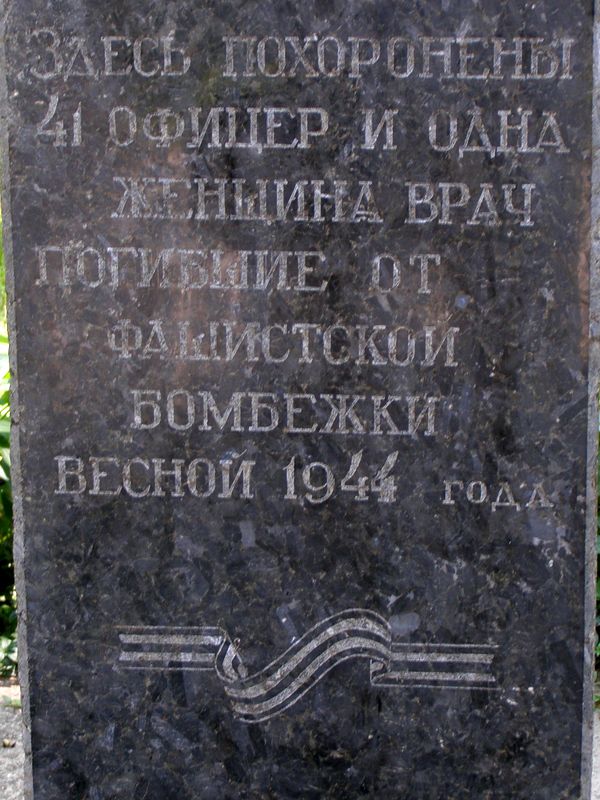 ЗДЕСЬ ПОХОРОНЕНЫ
41 ОФИЦЕР И ОДНА
ЖЕНЩИНА ВРАЧ
ПОГИБШИЕ ОТ
ФАШИСТСКОЙ
БОМБЕЖКИ
ВЕСНОЙ 1944 ГОДА